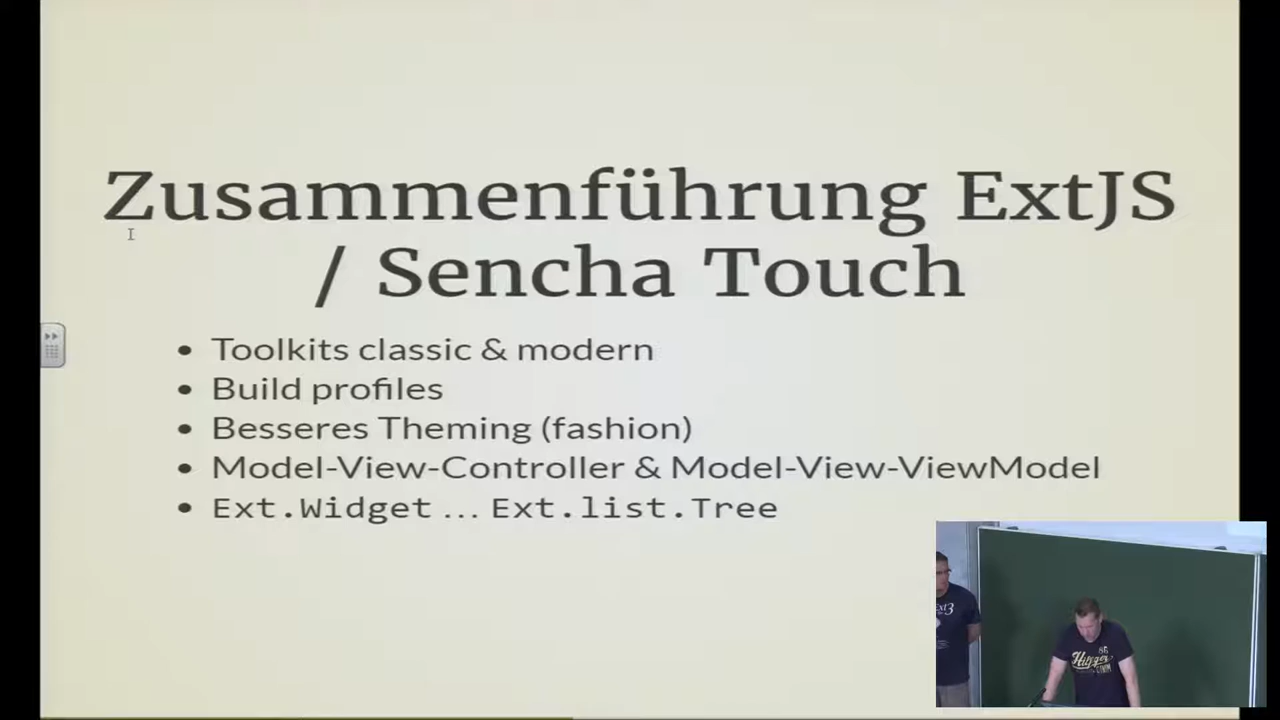 Zusammenführung ExtJS
/ Sencha Touch
• Toolkits classic & modern
• Build profiles
• Besseres Theming (fashion)
• Model-View-Controller & Model-View-ViewModel
• Ext.Widget ... Ext.list.Tree
86